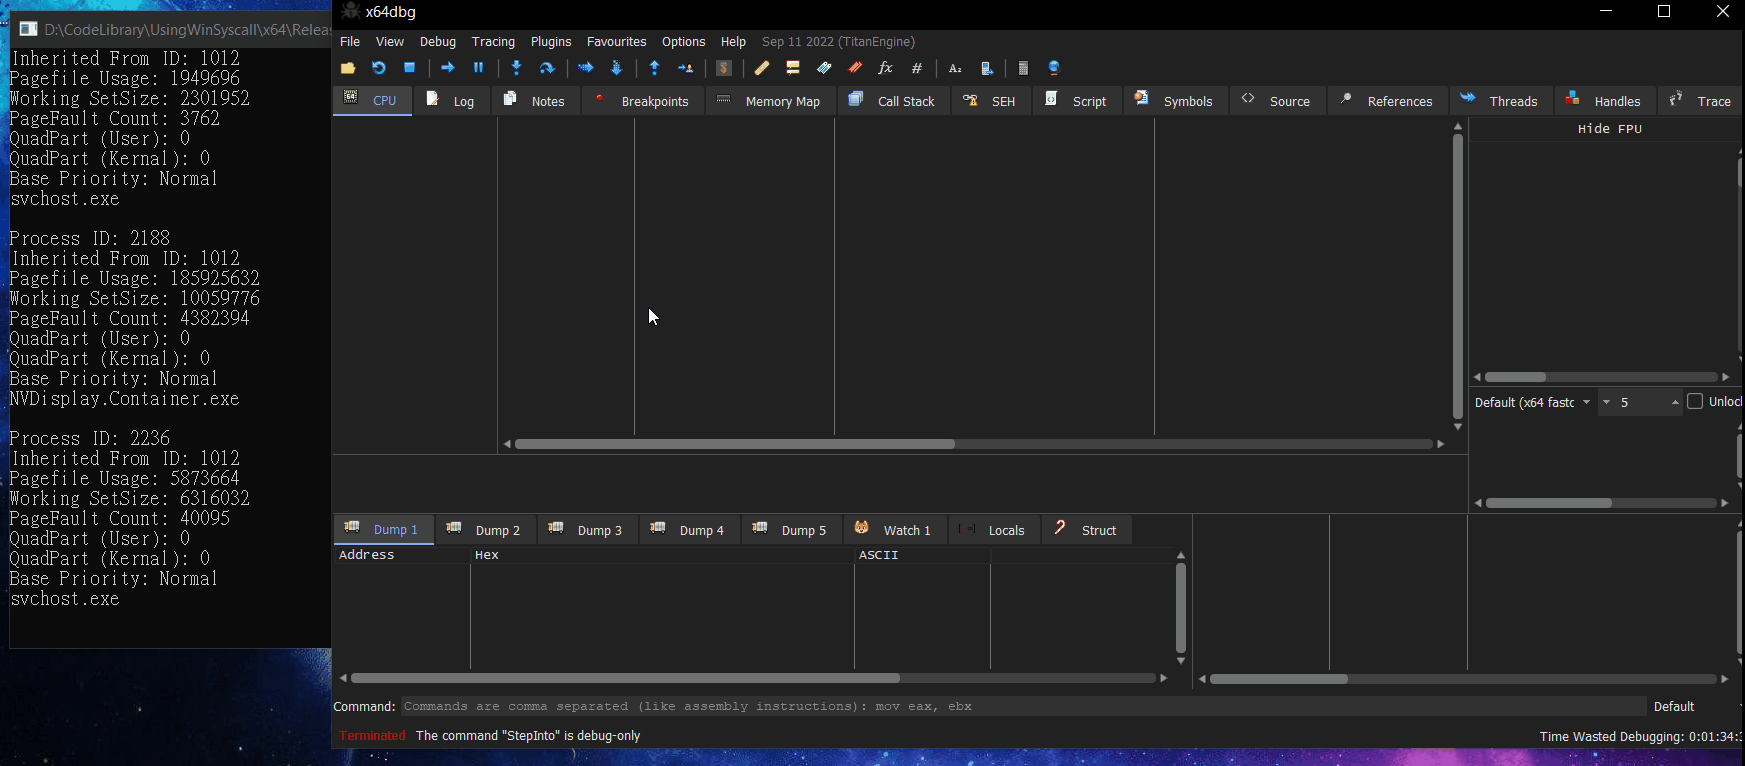 D:\CodeLibrary\UsingWinSyscall\x64\Relea
Inherited From ID: 1012
Pagefile Usage: 1949696
Working SetSize: 2301952
PageFault Count: 3762
QuadPart (User): 0
QuadPart (Kernal): 0
Base Priority: Normal
svchost.exe
Process ID: 2188
Inherited From ID: 1012
Pagefile Usage: 185925632
Working SetSize: 10059776
PageFault Count: 4382394
QuadPart (User): 0
QuadPart (Kernal): 0
Base Priority: Normal
NVDisplay.Container.exe
Process ID: 2236
Inherited From ID: 1012
Pagefile Usage: 5873664
Working SetSize: 6316032
PageFault Count: 40095
QuadPart (User): 0
QuadPart (Kernal): 0
Base Priority: Normal
svchost.exe
x64dbg
File View Debug Tracing Plugins Favourites Options Help Sep 11 2022 (TitanEngine)
CPU Log Notes Breakpoints Memory Map Call Stack SEH Script Symbols Source References Threads Handles Trace
Hide FPU
Default (x64 fastc 5 Unloc
Dump 1 Dump 2 Dump 3 Dump 4 Dump 5 Watch 1 Locals Struct
Address Hex ASCII
Command: Commands are comma separated (like assembly instructions): mov eax, ebx Default
Terminated The command "StepInto" is debug-only Time Wasted Debugging: 0:01:34: